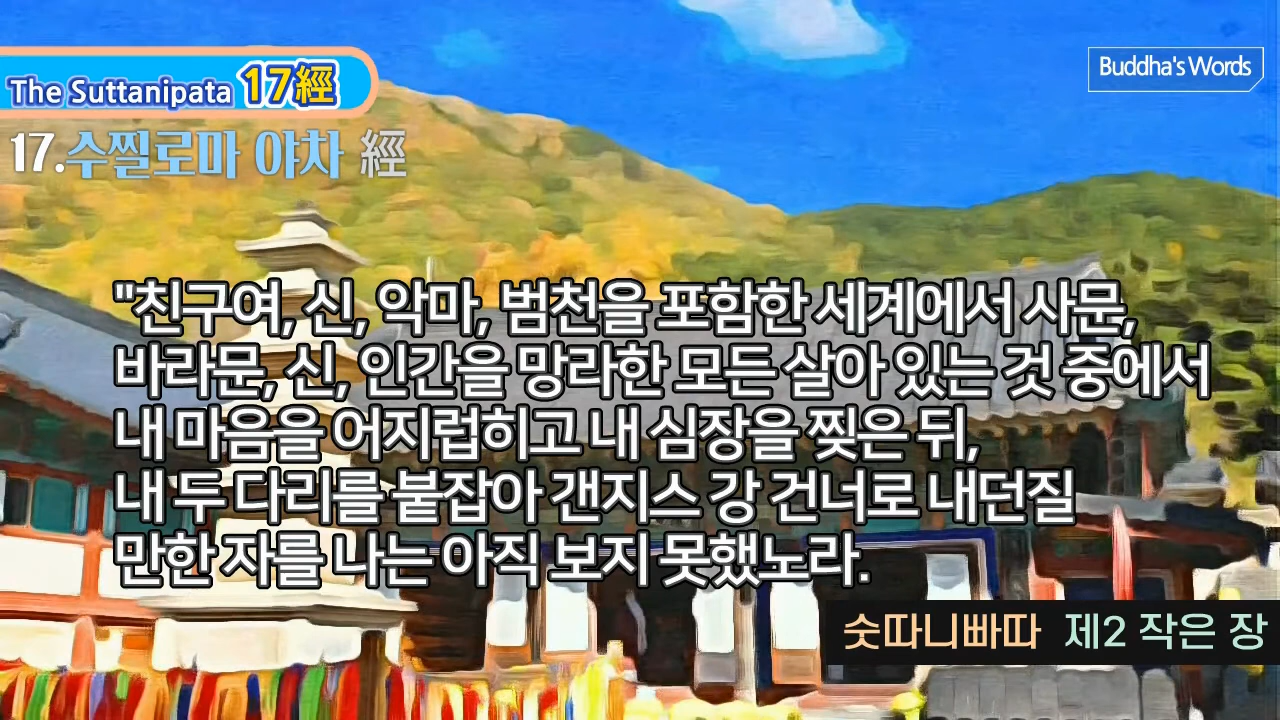 The Suttanipata 17經
Buddha's Words
17.수찔로마 야차 經
"친구여, 신, 악마, 범천을 포함한 세계에서 사문,
바라문, 신, 인간을 망라한 모든 살아 있는 것 중에서
내 마음을 어지럽히고 내 심장을 찢은 뒤,
내 두 다리를 붙잡아 갠지스 강 건너로 내던질
만한 자를 나는 아직 보지 못했노라.
숫따니빠따 제2 작은 장